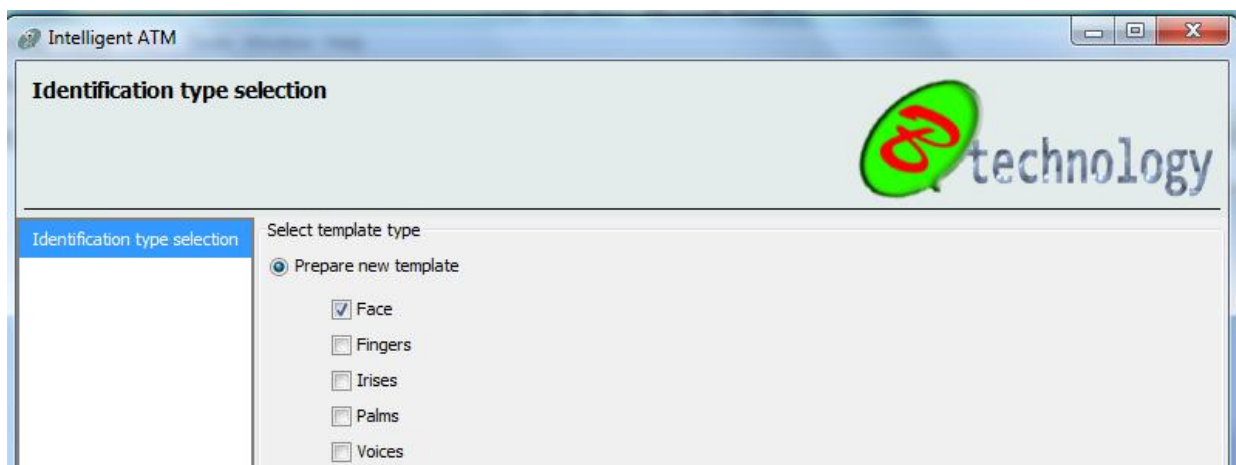 Intelligent ATM
Identification type selection
technology
Identification type selection
Select template type
Prepare new template
Face
Fingers
Irises
Palms
Voices